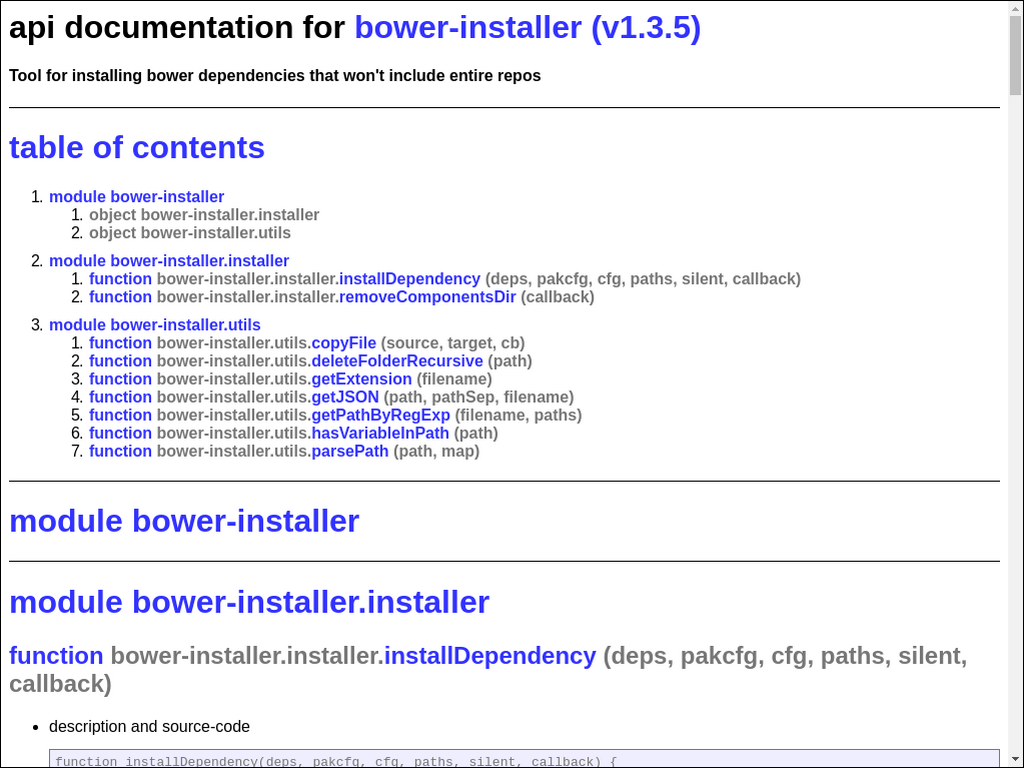 api documentation for bower-installer (v1.3.5)
Tool for installing bower dependencies that won't include entire repos
table of contents
1. module bower-installer
1. object bower-installer.installer
2. object bower-installer.utils
2. module bower-installer.installer
1. function bower-installer.installer.installDependency (deps, pakcfg, cfg, paths, silent, callback)
2. function bower-installer.installer.removeComponentsDir (callback)
3. module bower-installer.utils
1. function bower-installer.utils.copyFile (source, target, cb)
2. function bower-installer.utils.deleteFolderRecursive (path)
3. function bower-installer.utils.getExtension (filename)
4. function bower-installer.utils.getJSON (path, pathSep, filename)
5. function bower-installer.utils.getPathByRegExp (filename, paths)
6. function bower-installer.utils.hasVariableInPath (path)
7. function bower-installer.utils.parsePath (path, map)
module bower-installer
module bower-installer.installer
function bower-installer.installer.installDependency (deps, pakcfg, cfg, paths, silent,
callback)
• description and source-code
function installDependency(deps, pakcfg, cfg, paths, silent, callback) {